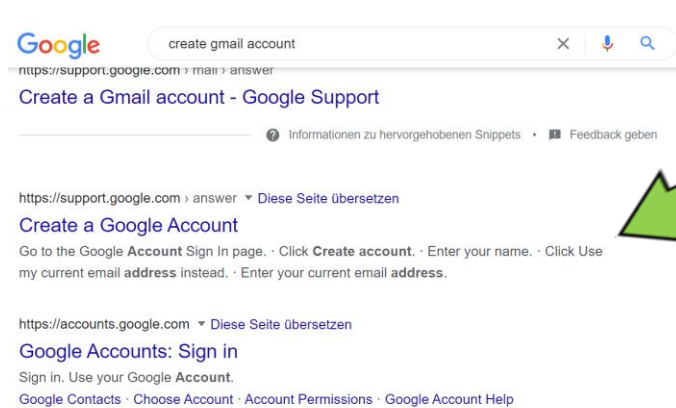 Google create gmail account
https://support.google.com › mail › answer
Create a Gmail account - Google Support
Informationen zu hervorgehobenen Snippets • Feedback geben
https://support.google.com › answer ▾ Diese Seite übersetzen
Create a Google Account
Go to the Google Account Sign In page. · Click Create account. · Enter your name. · Click Use
my current email address instead. · Enter your current email address.
https://accounts.google.com ▾ Diese Seite übersetzen
Google Accounts: Sign in
Sign in. Use your Google Account.
Google Contacts · Choose Account · Account Permissions · Google Account Help